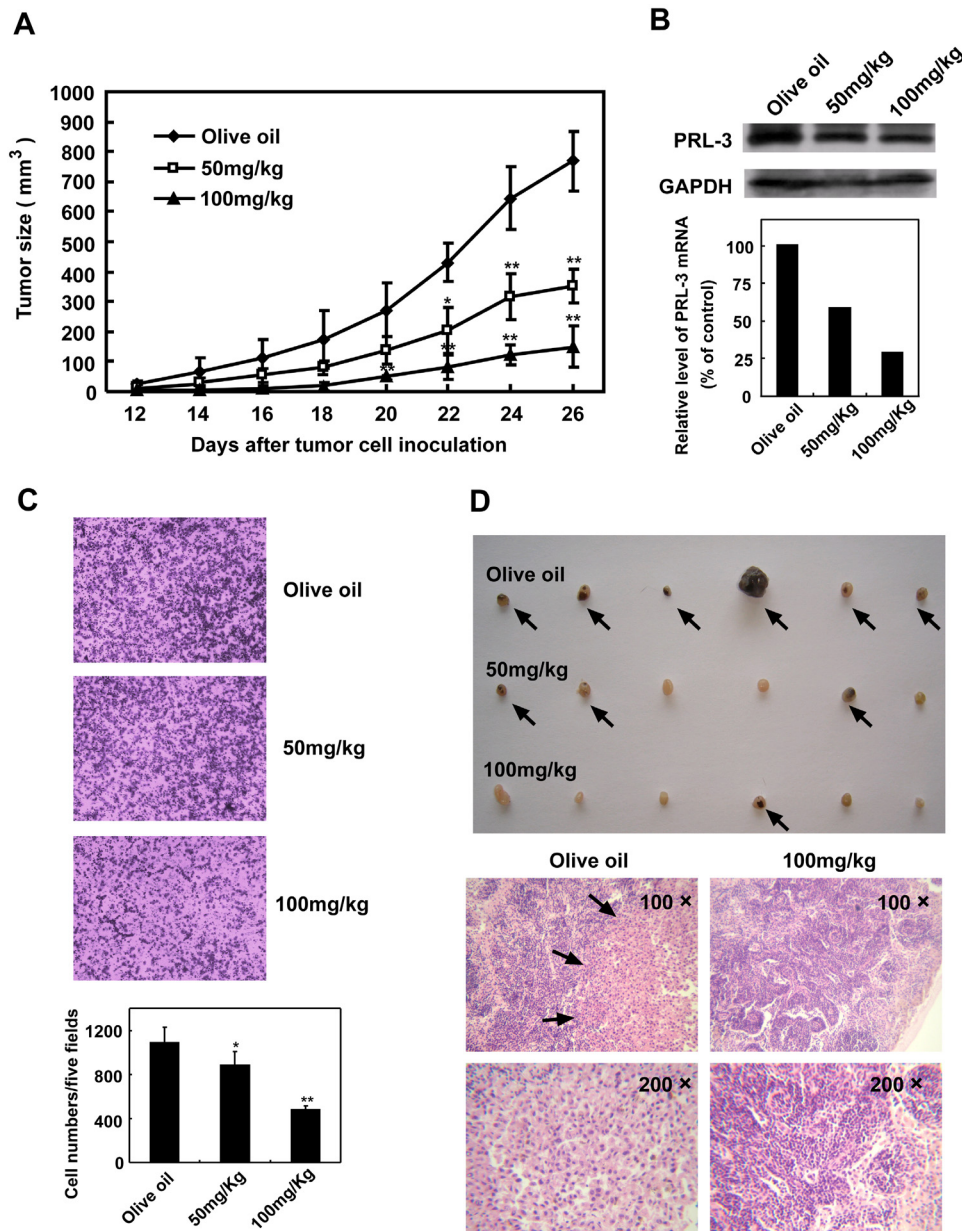 A
Tumor size ( mm3 )
1000
900
800
700
600
500
400
300
200
100
0
Olive oil
50mg/kg
100mg/kg
*
**
**
**
**
**
**
12 14 16 18 20 22 24 26
Days after tumor cell inoculation
B
Olive oil 50mg/kg 100mg/kg
PRL-3
GAPDH
Relative level of PRL-3 mRNA
(% of control)
100
75
50
25
0
Olive oil 50mg/Kg 100mg/Kg
C
Olive oil
50mg/kg
100mg/kg
Cell numbers/five fields
1200
800
400
0
*
**
Olive oil 50mg/Kg 100mg/Kg
D
Olive oil
50mg/kg
100mg/kg
Olive oil 100mg/kg
100 × 100 ×
200 × 200 ×